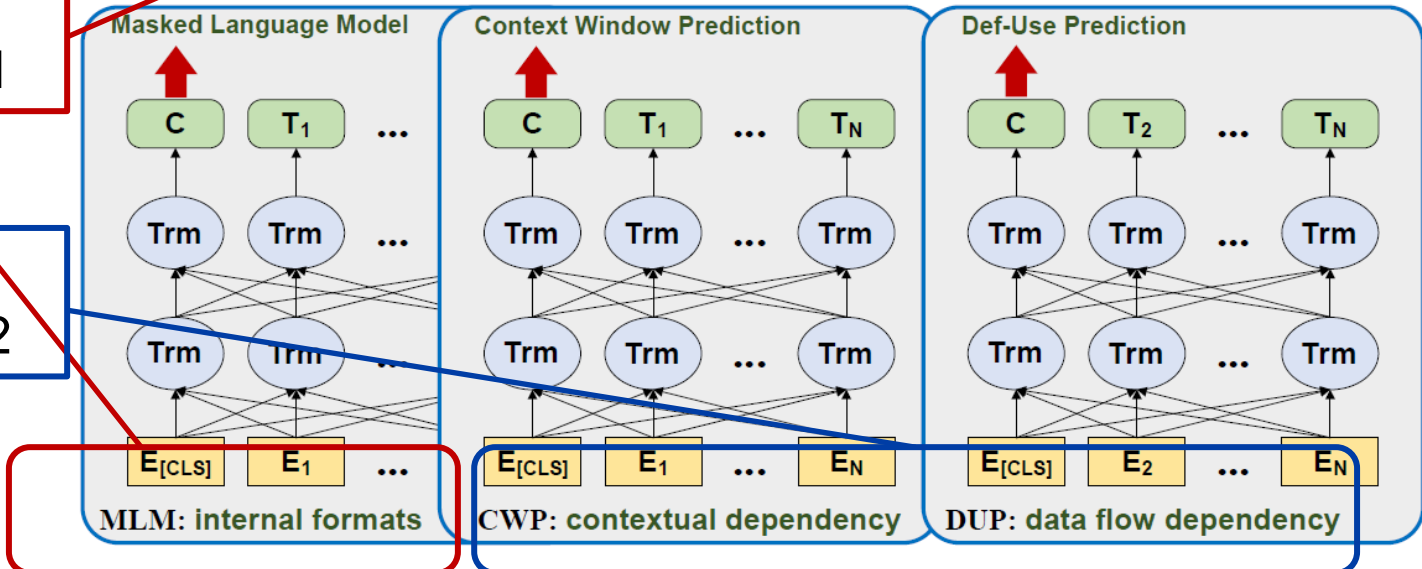 Masked Language Model Context Window Prediction Def-Use Prediction
1
C T1 ... C T1 ... TN C T2 ... TN
Trm Trm ... Trm Trm ... Trm Trm Trm ... Trm
2
Trm Trm ... Trm Trm ... Trm Trm Trm ... Trm
E[CLS] E1 ... E[CLS] E1 ... EN E[CLS] E2 ... EN
MLM: internal formats CWP: contextual dependency DUP: data flow dependency